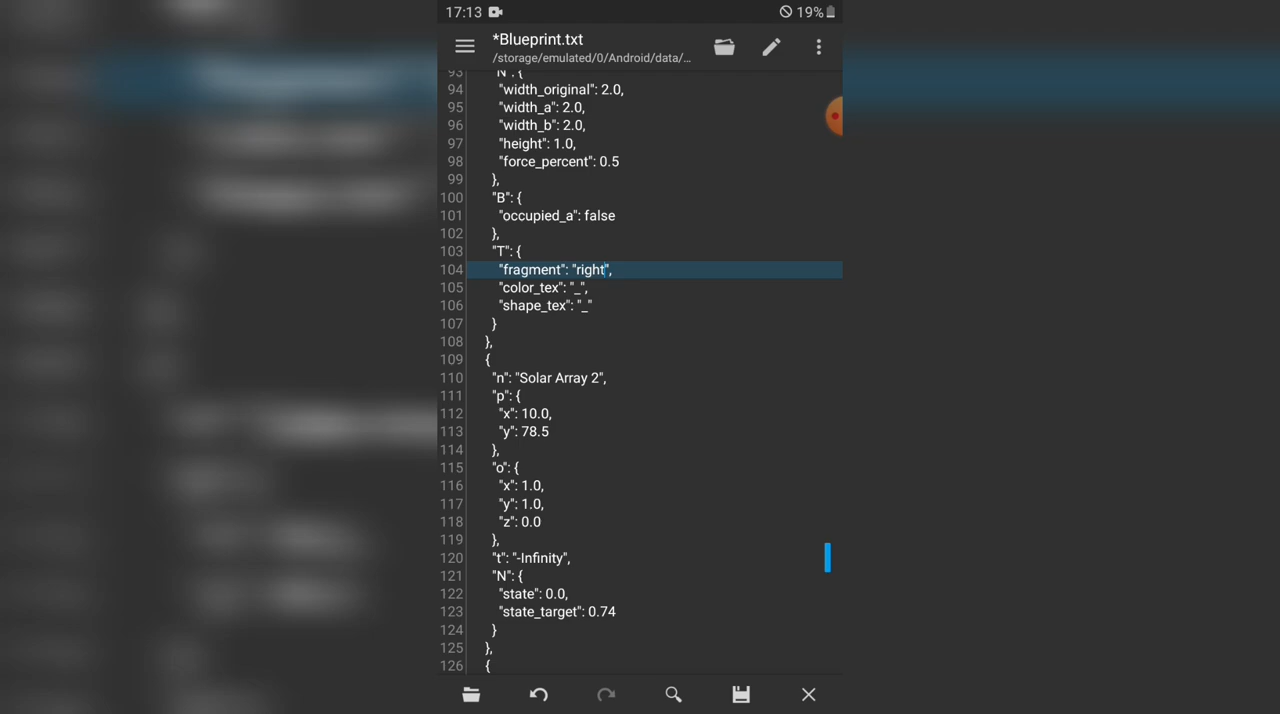 17:13 19%
*Blueprint.txt
/storage/emulated/0/Android/data/...
93 "N": {
94 "width_original": 2.0,
95 "width_a": 2.0,
96 "width_b": 2.0,
97 "height": 1.0,
98 "force_percent": 0.5
99 },
100 "B": {
101 "occupied_a": false
102 },
103 "T": {
104 "fragment": "right",
105 "color_tex": "_",
106 "shape_tex": "_"
107 }
108 },
109 {
110 "n": "Solar Array 2",
111 "p": {
112 "x": 10.0,
113 "y": 78.5
114 },
115 "o": {
116 "x": 1.0,
117 "y": 1.0,
118 "z": 0.0
119 },
120 "t": "-Infinity",
121 "N": {
122 "state": 0.0,
123 "state_target": 0.74
124 }
125 },
126 {